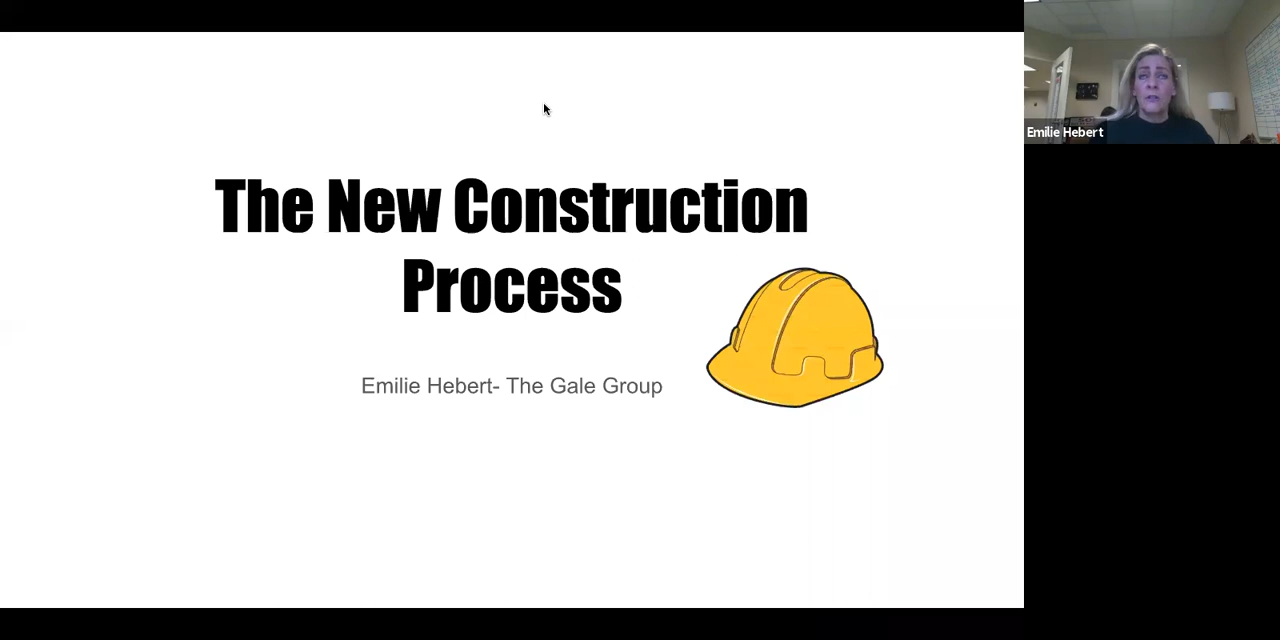 The New Construction
Process
Emilie Hebert- The Gale Group
Emilie Hebert